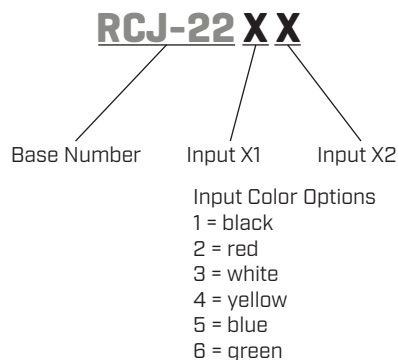 RCJ-22 X X
Base Number Input X1 Input X2
Input Color Options
1 = black
2 = red
3 = white
4 = yellow
5 = blue
6 = green